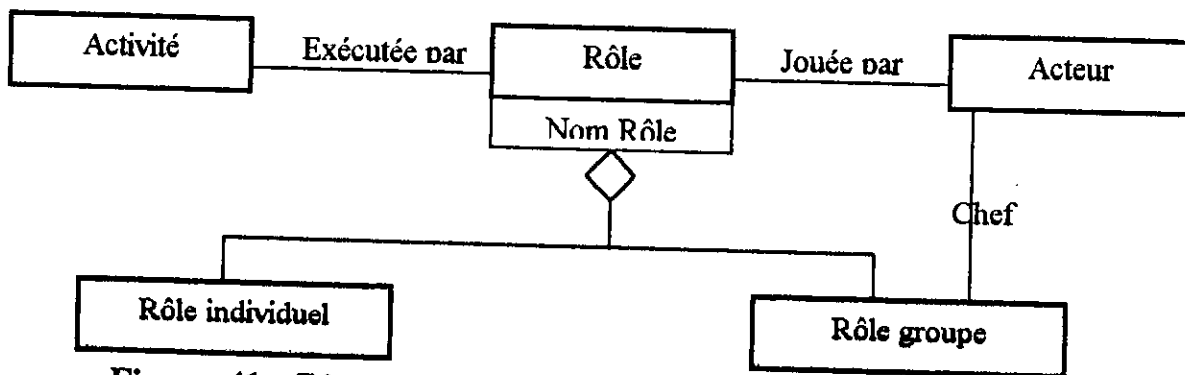 Activité
Exécutée par
Rôle
Jouée par
Acteur
Nom Rôle
Chef
Rôle individuel
Rôle groupe